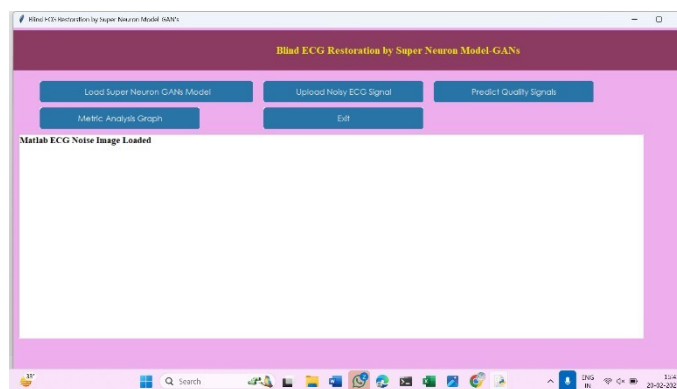 Blind ECG Restoration by Super Neuron Model GAN's
Blind ECG Restoration by Super Neuron Model-GANs
Load Super Neuron GANs Model
Upload Noisy ECG Signal
Predict Quality Signals
Metric Analysis Graph
Exit
Matlab ECG Noise Image Loaded
Search
ENG
IN